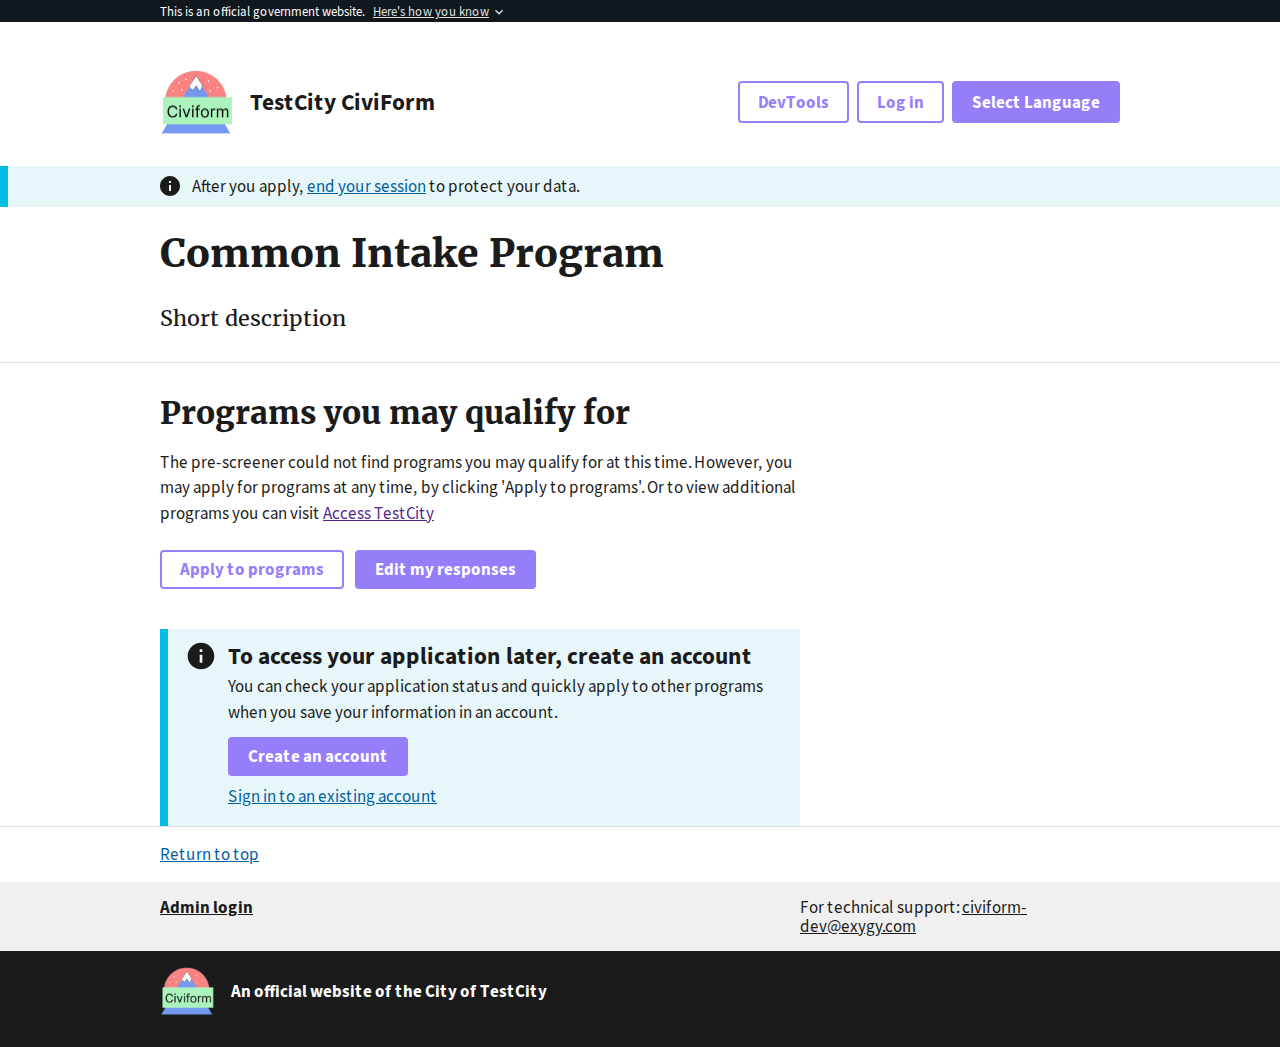 This is an official government website. Here's how you know
Civiform
TestCity CiviForm
DevTools
Log in
Select Language
After you apply, end your session to protect your data.
Common Intake Program
Short description
Programs you may qualify for
The pre-screener could not find programs you may qualify for at this time. However, you
may apply for programs at any time, by clicking 'Apply to programs'. Or to view additional
programs you can visit Access TestCity
Apply to programs
Edit my responses
To access your application later, create an account
You can check your application status and quickly apply to other programs
when you save your information in an account.
Create an account
Sign in to an existing account
Return to top
Admin login
For technical support: civiform-
dev@exygy.com
Civiform
An official website of the City of TestCity